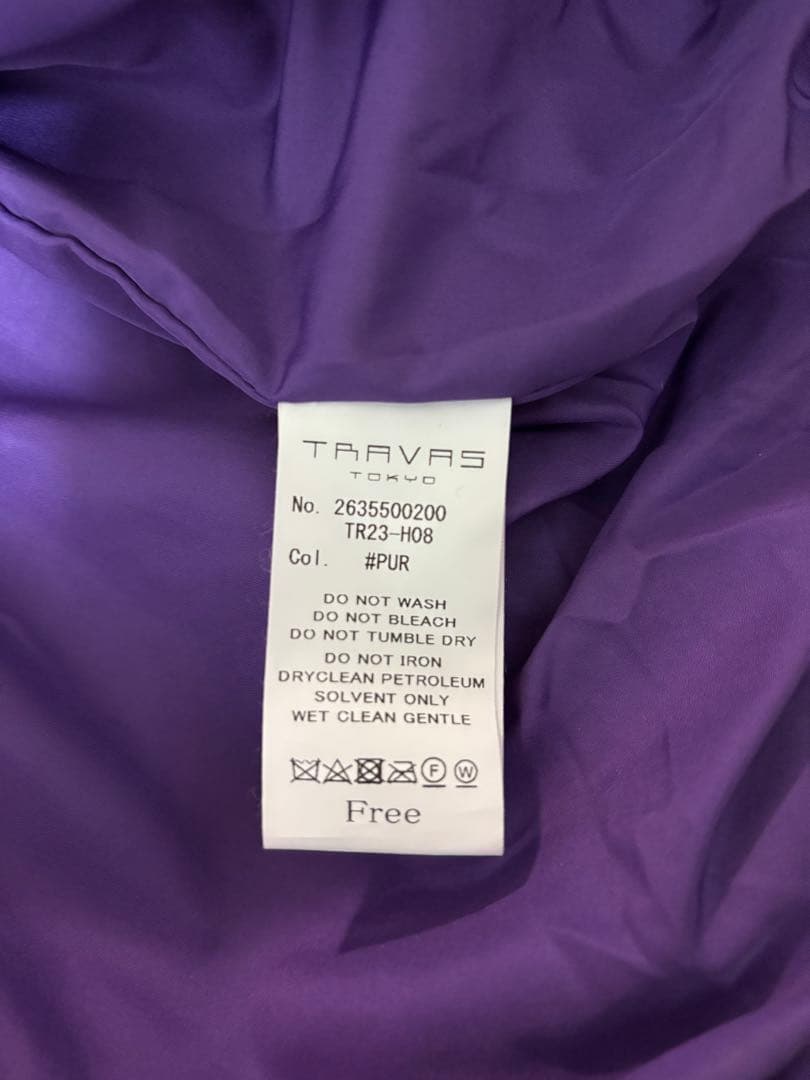 TRAVAS
TOKYO
No. 2635500200
TR23-H08
Col. #PUR
DO NOT WASH
DO NOT BLEACH
DO NOT TUMBLE DRY
DO NOT IRON
DRYCLEAN PETROLEUM
SOLVENT ONLY
WET CLEAN GENTLE
F W
Free